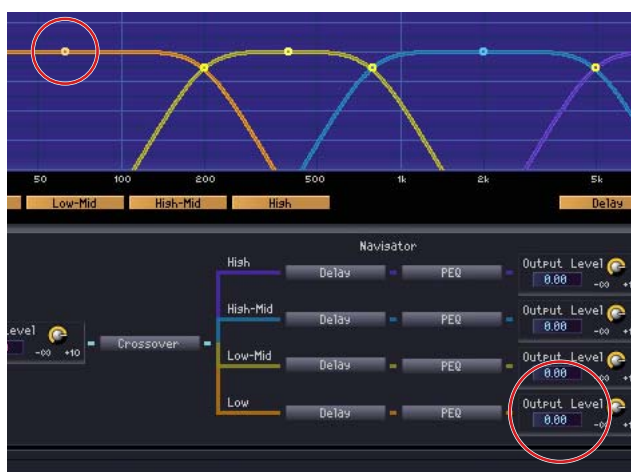 50 100 200 500 1k 2k 5k
Low-Mid High-Mid High Delay
Navigator
High
Delay PEQ
Output Level
0.00 -∞
High-Mid
Delay PEQ
Output Level
0.00 -∞
-∞ +10
Crossover
Low-Mid
Delay PEQ
Output Level
0.00 -∞
Low
Delay PEQ
Output Level
0.00 -∞